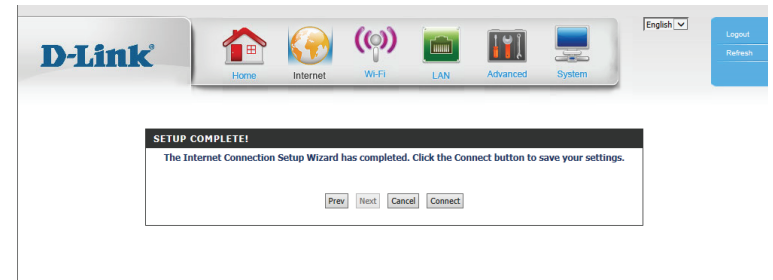 English
Logout
Refresh
D-Link®
Home
Internet
Wi-Fi
LAN
Advanced
System
SETUP COMPLETE!
The Internet Connection Setup Wizard has completed. Click the Connect button to save your settings.
Prev Next Cancel Connect